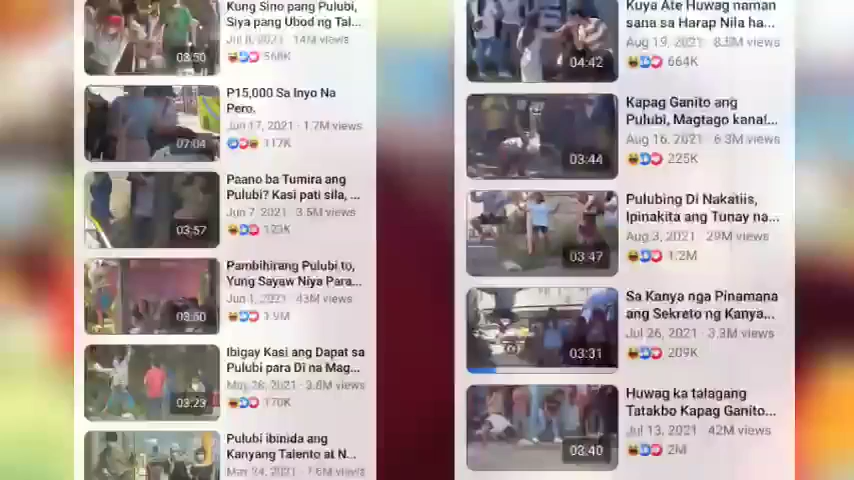 03:50
Kung Sino pang Pulubi,
Siya pang Ubod ng Tal...
Jul 8, 2021 · 14M views
568K
07:04
P15,000 Sa Inyo Na
Pero.
Jun 17, 2021 · 1.7M views
117K
03:57
Paano ba Tumira ang
Pulubi? Kasi pati sila, ...
Jun 7, 2021 · 3.5M views
123K
03:50
Pambihirang Pulubi to,
Yung Sayaw Niya Para...
Jun 1, 2021 · 43M views
1.9M
03:23
Ibigay Kasi ang Dapat sa
Pulubi para Di na Mag...
May 28, 2021 · 3.8M views
170K
Pulubi ibinida ang
Kanyang Talento at N...
May 24, 2021 · 7.6M views
04:42
Kuya Ate Huwag naman
sana sa Harap Nila ha...
Aug 19, 2021 · 8.5M views
664K
03:44
Kapag Ganito ang
Pulubi, Magtago kana!...
Aug 16, 2021 · 6.3M views
225K
03:47
Pulubing Di Nakatiis,
Ipinakita ang Tunay na...
Aug 3, 2021 · 29M views
1.2M
03:31
Sa Kanya nga Pinamana
ang Sekreto ng Kanya...
Jul 26, 2021 · 3.3M views
209K
03:40
Huwag ka talagang
Tatakbo Kapag Ganito...
Jul 13, 2021 · 42M views
2M